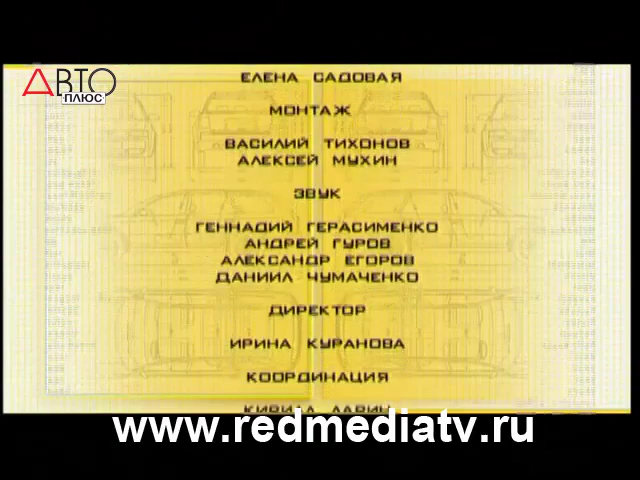 АВТО
ПЛЮС
ЕЛЕНА САДОВАЯ
МОНТАЖ
ВАСИЛИЙ ТИХОНОВ
АЛЕКСЕЙ МУХИН
ЗВУК
ГЕННАДИЙ ГЕРАСИМЕНКО
АНДРЕЙ ГУРОВ
АЛЕКСАНДР ЕГОРОВ
ДАНИИЛ ЧУМАЧЕНКО
ДИРЕКТОР
ИРИНА КУРАНОВА
КООРДИНАЦИЯ
www.redmediatv.ru